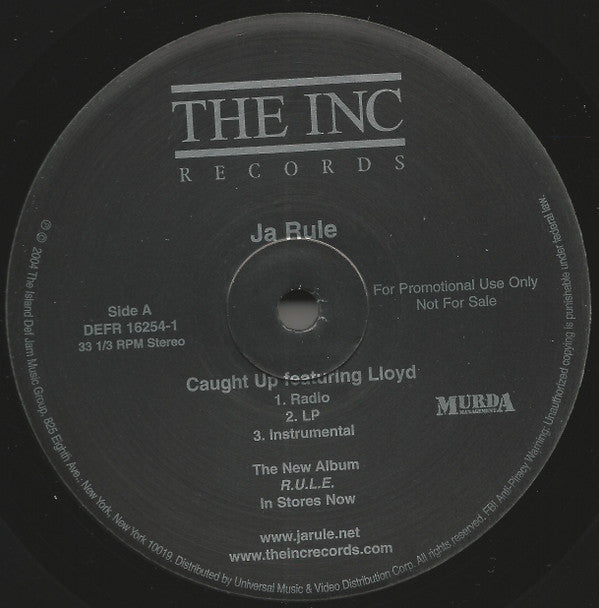 THE INC
RECORDS
Ja Rule
For Promotional Use Only
Not For Sale
Side A
DEFR 16254-1
33 1/3 RPM Stereo
Caught Up featuring Lloyd
1. Radio
2. LP
3. Instrumental
MURDA
MANAGEMENT
The New Album
R.U.L.E.
In Stores Now
www.jarule.net
www.theincrecords.com
℗ © 2004 The Island Def Jam Music Group, 825 Eighth Ave., New York, New York 10019. Distributed by Universal Music & Video Distribution Corp. All rights reserved. FBI Anti-Piracy Warning: Unauthorized copying is punishable under federal law.